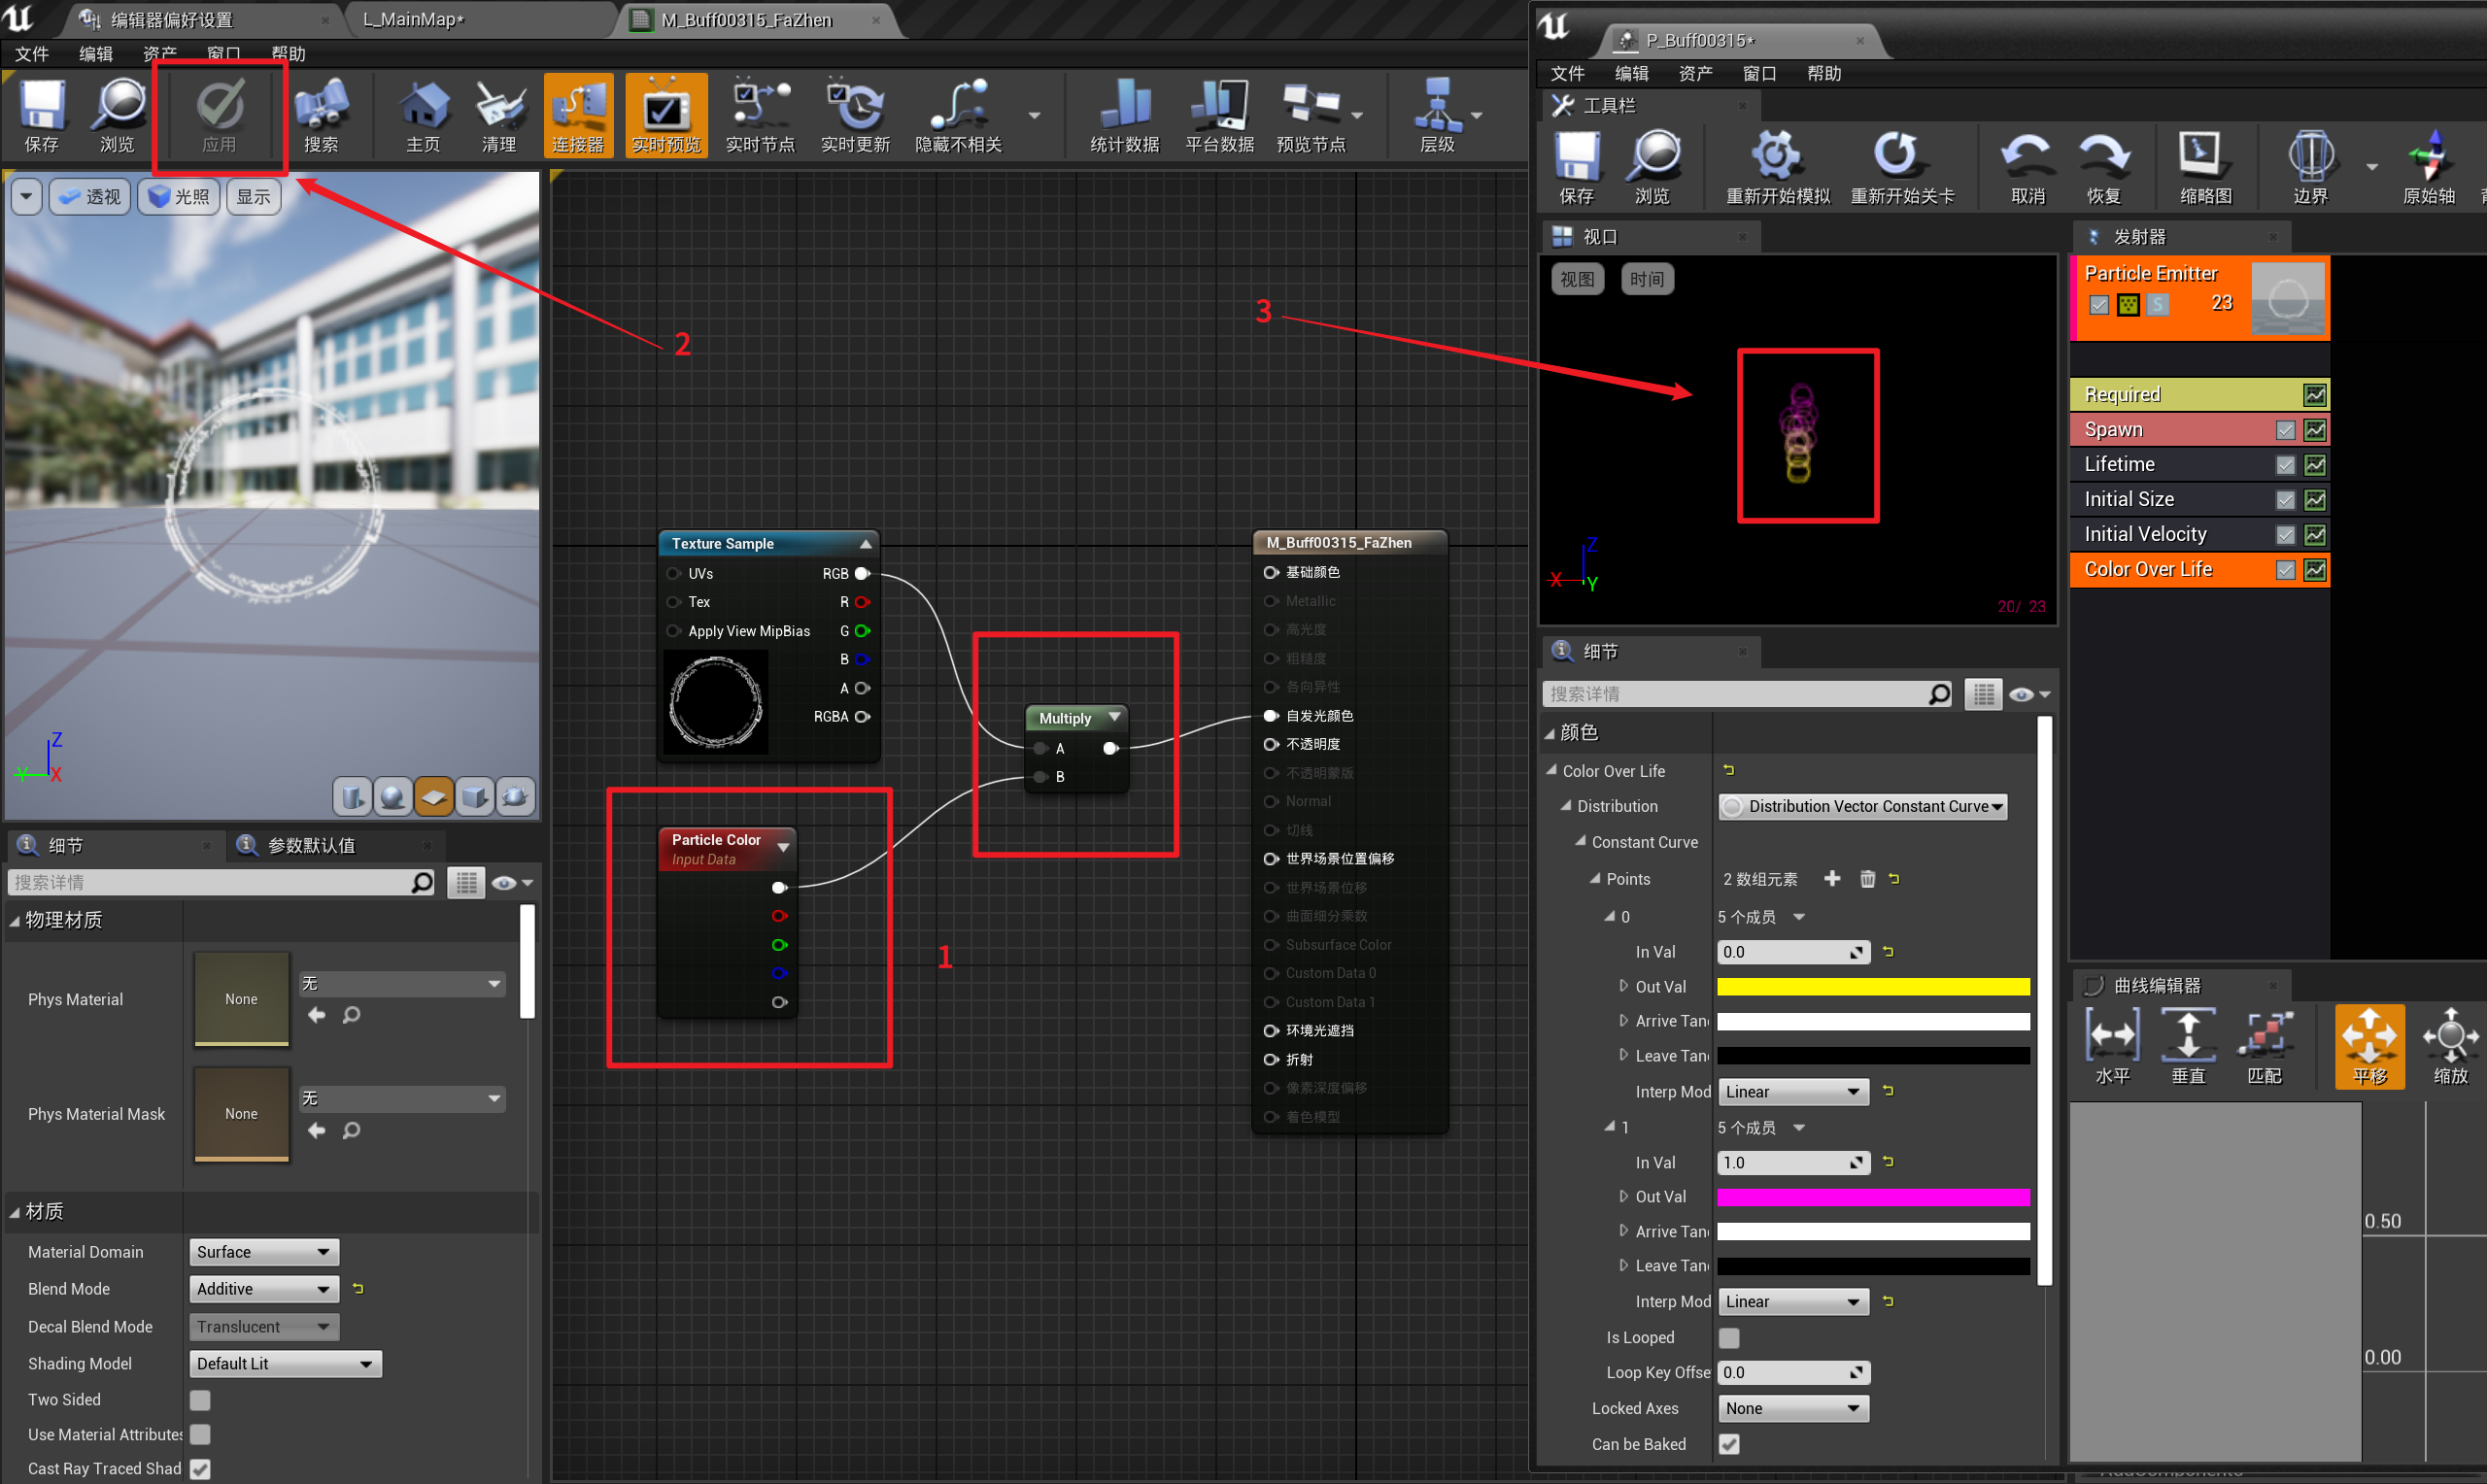 编辑器偏好设置
L_MainMap*
M_Buff00315_FaZhen
文件 编辑 资产 窗口 帮助
保存 浏览 应用 搜索 主页 清理 连接器 实时预览 实时节点 实时更新 隐藏不相关 统计数据 平台数据 预览节点 层级
透视 光照 显示
2
3
1
Z
Y
X
Texture Sample
UVs
RGB
Tex
R
Apply View MipBias
G
B
A
RGBA
Particle Color
Input Data
Multiply
A
B
M_Buff00315_FaZhen
基础颜色
Metallic
高光度
粗糙度
各向异性
自发光颜色
不透明度
不透明蒙版
Normal
切线
世界场景位置偏移
世界场景位移
曲面细分乘数
Subsurface Color
Custom Data 0
Custom Data 1
环境光遮挡
折射
像素深度偏移
着色模型
细节 参数默认值
搜索详情
物理材质
Phys Material
None
无
Phys Material Mask
None
无
材质
Material Domain Surface
Blend Mode Additive
Decal Blend Mode Translucent
Shading Model Default Lit
Two Sided
Use Material Attributes
Cast Ray Traced Shad
P_Buff00315*
文件 编辑 资产 窗口 帮助
工具栏
保存 浏览 重新开始模拟 重新开始关卡 取消 恢复 缩略图 边界 原始轴
视口
视图 时间
Z
X
Y
20/ 23
发射器
Particle Emitter
S
23
Required
Spawn
Lifetime
Initial Size
Initial Velocity
Color Over Life
细节
搜索详情
颜色
Color Over Life
Distribution Distribution Vector Constant Curve
Constant Curve
Points 2 数组元素
0 5 个成员
In Val 0.0
Out Val
Arrive Tan
Leave Tan
Interp Mod Linear
1 5 个成员
In Val 1.0
Out Val
Arrive Tan
Leave Tan
Interp Mod Linear
Is Looped
Loop Key Offse 0.0
Locked Axes None
Can be Baked
曲线编辑器
水平 垂直 匹配 平移 缩放
0.50
0.00